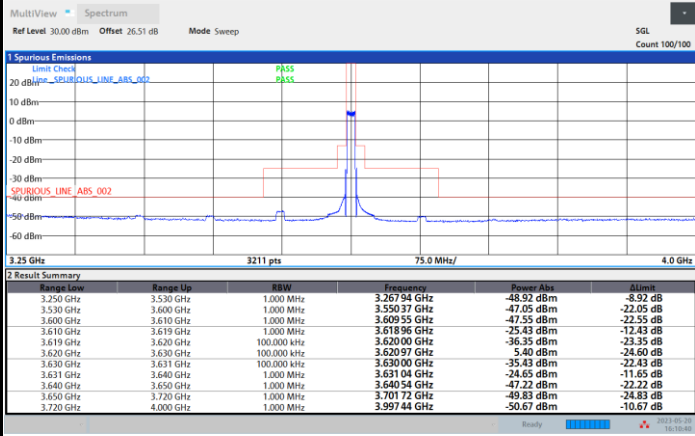 MultiView Spectrum
Ref Level 30.00 dBm Offset 26.51 dB Mode Sweep SGL
Count 100/100
1 Spurious Emissions
Limit Check PASS
Line _SPURIOUS_LINE_ABS_002 PASS
20 dBm
10 dBm
0 dBm
-10 dBm
-20 dBm
-30 dBm
_SPURIOUS_LINE_ABS_002
-40 dBm
-50 dBm
-60 dBm
3.25 GHz 3211 pts 75.0 MHz/ 4.0 GHz
2 Result Summary
Range Low Range Up RBW Frequency Power Abs ΔLimit
3.250 GHz 3.530 GHz 1.000 MHz 3.267 94 GHz -48.92 dBm -8.92 dB
3.530 GHz 3.600 GHz 1.000 MHz 3.550 37 GHz -47.05 dBm -22.05 dB
3.600 GHz 3.610 GHz 1.000 MHz 3.609 55 GHz -47.55 dBm -22.55 dB
3.610 GHz 3.619 GHz 1.000 MHz 3.618 96 GHz -25.43 dBm -12.43 dB
3.619 GHz 3.620 GHz 100.000 kHz 3.620 00 GHz -36.35 dBm -23.35 dB
3.620 GHz 3.630 GHz 100.000 kHz 3.620 97 GHz 5.40 dBm -24.60 dB
3.630 GHz 3.631 GHz 100.000 kHz 3.630 00 GHz -35.43 dBm -22.43 dB
3.631 GHz 3.640 GHz 1.000 MHz 3.631 04 GHz -24.65 dBm -11.65 dB
3.640 GHz 3.650 GHz 1.000 MHz 3.640 54 GHz -47.22 dBm -22.22 dB
3.650 GHz 3.720 GHz 1.000 MHz 3.701 72 GHz -49.83 dBm -24.83 dB
3.720 GHz 4.000 GHz 1.000 MHz 3.997 44 GHz -50.67 dBm -10.67 dB
Ready 2023-05-20
16:10:40